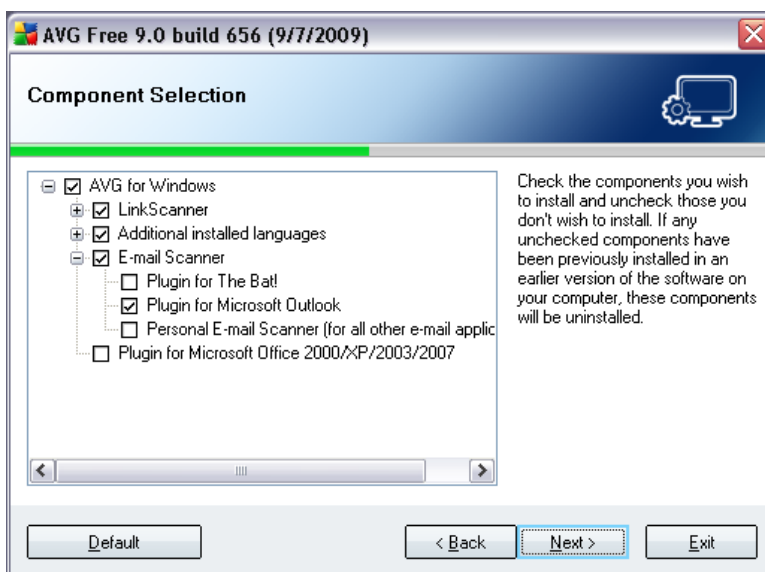 AVG Free 9.0 build 656 (9/7/2009)
Component Selection
AVG for Windows
LinkScanner
Additional installed languages
E-mail Scanner
Plugin for The Bat!
Plugin for Microsoft Outlook
Personal E-mail Scanner (for all other e-mail applic
Plugin for Microsoft Office 2000/XP/2003/2007
Check the components you wish
to install and uncheck those you
don't wish to install. If any
unchecked components have
been previously installed in an
earlier version of the software on
your computer, these components
will be uninstalled.
Default
< Back
Next >
Exit